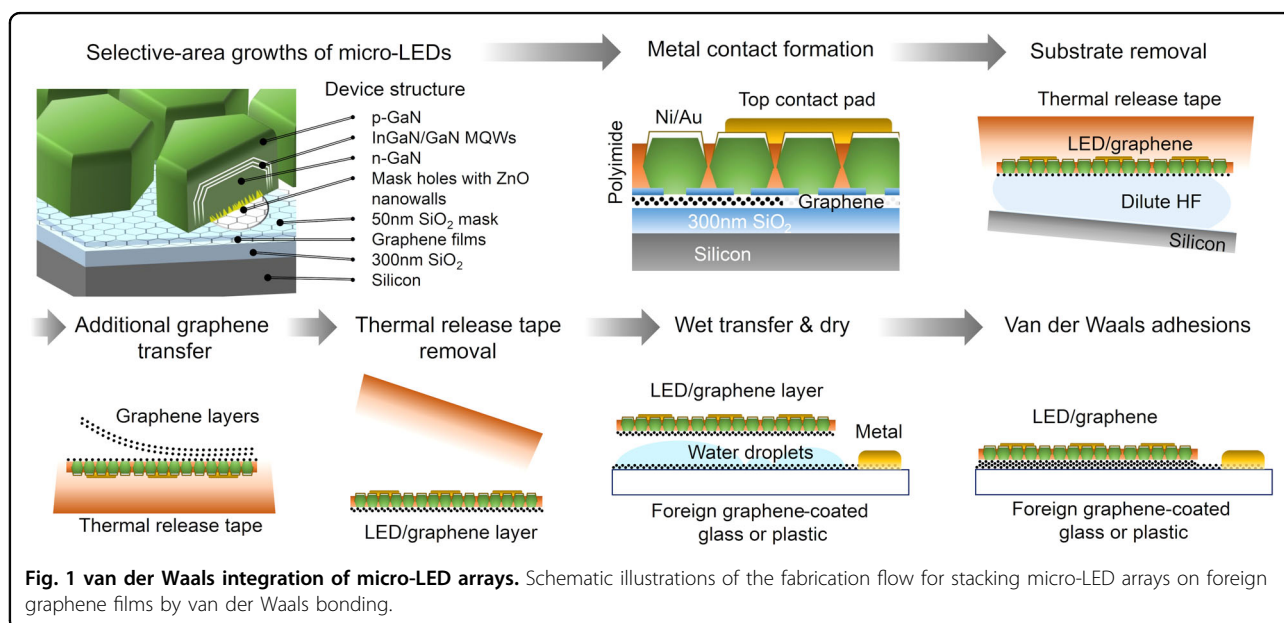 Selective-area growths of micro-LEDs
Device structure
p-GaN
InGaN/GaN MQWs
n-GaN
Mask holes with ZnO
nanowalls
50nm SiO₂ mask
Graphene films
300nm SiO₂
Silicon
Metal contact formation
Top contact pad
Ni/Au
Polyimide
Graphene
300nm SiO₂
Silicon
Substrate removal
Thermal release tape
LED/graphene
Dilute HF
Silicon
Additional graphene
transfer
Graphene layers
Thermal release tape
Thermal release tape
removal
LED/graphene layer
Wet transfer & dry
LED/graphene layer
Metal
Water droplets
Foreign graphene-coated
glass or plastic
Van der Waals adhesions
LED/graphene
Foreign graphene-coated
glass or plastic
Fig. 1 van der Waals integration of micro-LED arrays. Schematic illustrations of the fabrication flow for stacking micro-LED arrays on foreign
graphene films by van der Waals bonding.